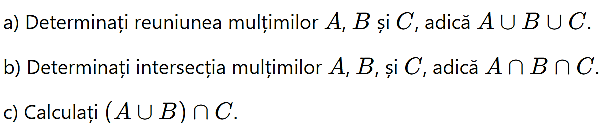 a) Determinați reuniunea mulțimilor A, B și C, adică A ∪ B ∪ C.
b) Determinați intersecția mulțimilor A, B, și C, adică A ∩ B ∩ C.
c) Calculați (A ∪ B) ∩ C.